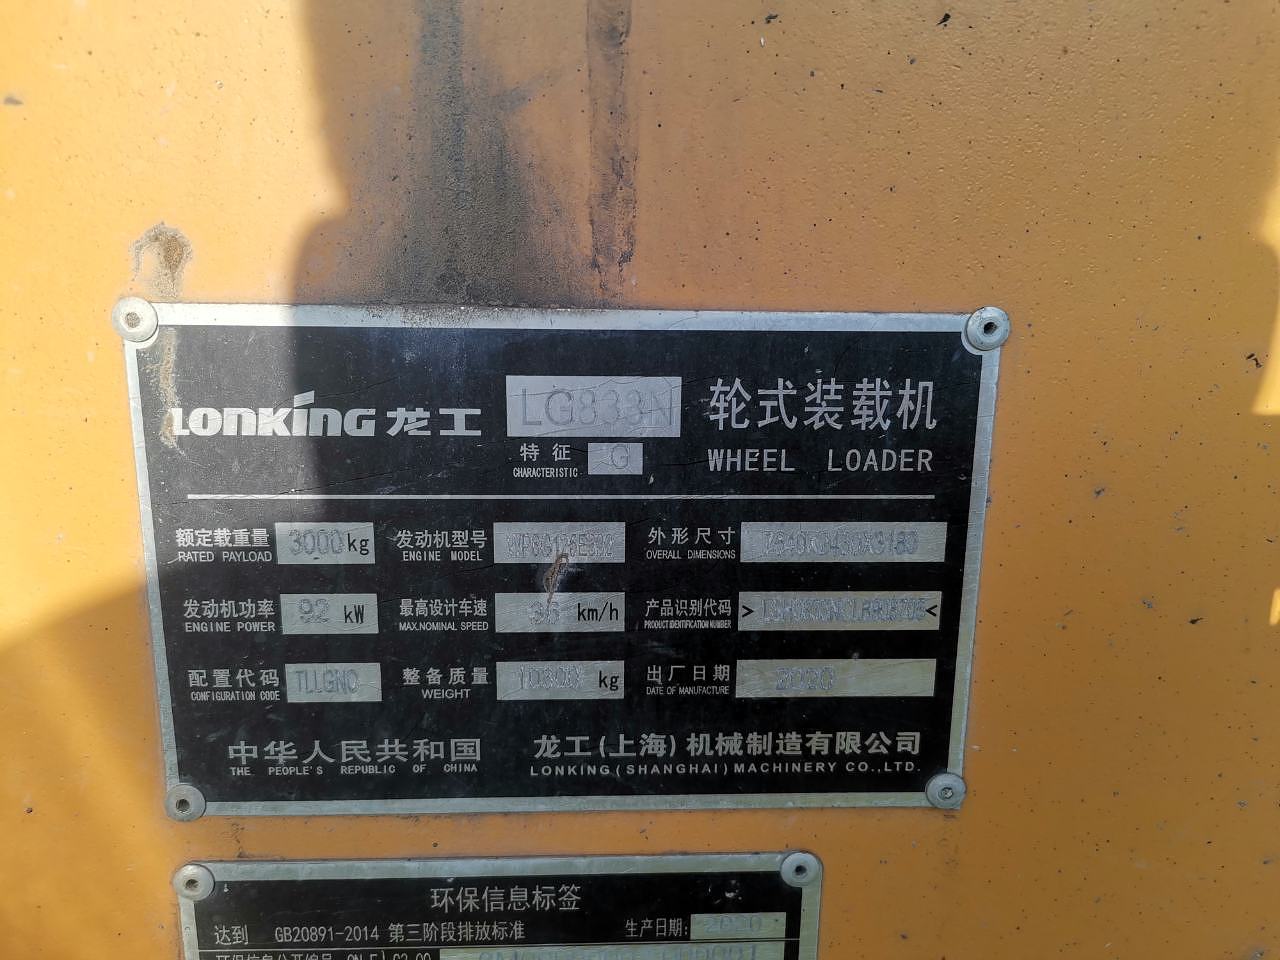 LONKING 龙工 LG833N 轮式装载机
特征 G
CHARACTERISTIC
WHEEL LOADER
额定载重量 3000 kg 发动机型号 外形尺寸
RATED PAYLOAD ENGINE MODEL OVERALL DIMENSIONS
发动机功率 92 kW 最高设计车速 km/h 产品识别代码 > <
ENGINE POWER MAX.NOMINAL SPEED PRODUCT IDENTIFICATION NUMBER
配置代码 TLLGNO 整备质量 kg 出厂日期 2020
CONFIGURATION CODE WEIGHT DATE OF MANUFACTURE
中华人民共和国 龙工(上海)机械制造有限公司
THE PEOPLE'S REPUBLIC OF CHINA LONKING (SHANGHAI) MACHINERY CO.,LTD.
环保信息标签
达到 GB20891-2014 第三阶段排放标准 生产日期: 2020